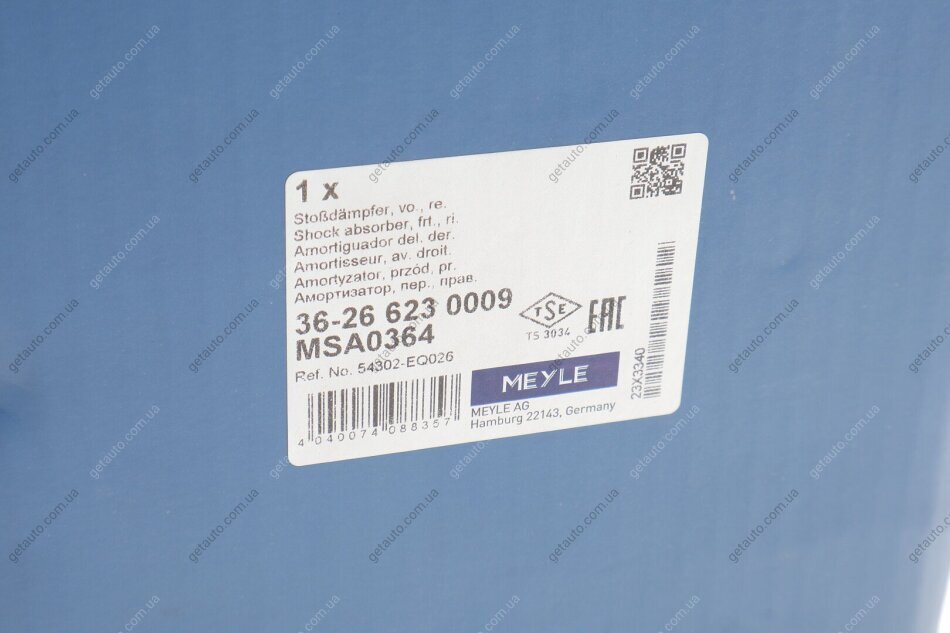 1 x
Stoßdämpfer, vo., re.
Shock absorber, frt., ri.
Amortiguador del. der.
Amortisseur, av. droit.
Amortyzator, przód, pr.
Амортизатор, пер., прав.
36-26 623 0009
MSA0364
Ref. No. 54302-EQ026
4 040074 088357
TSE
TS 3034
EAC
MEYLE
MEYLE AG
Hamburg 22143, Germany
23X3340
getauto.com.ua